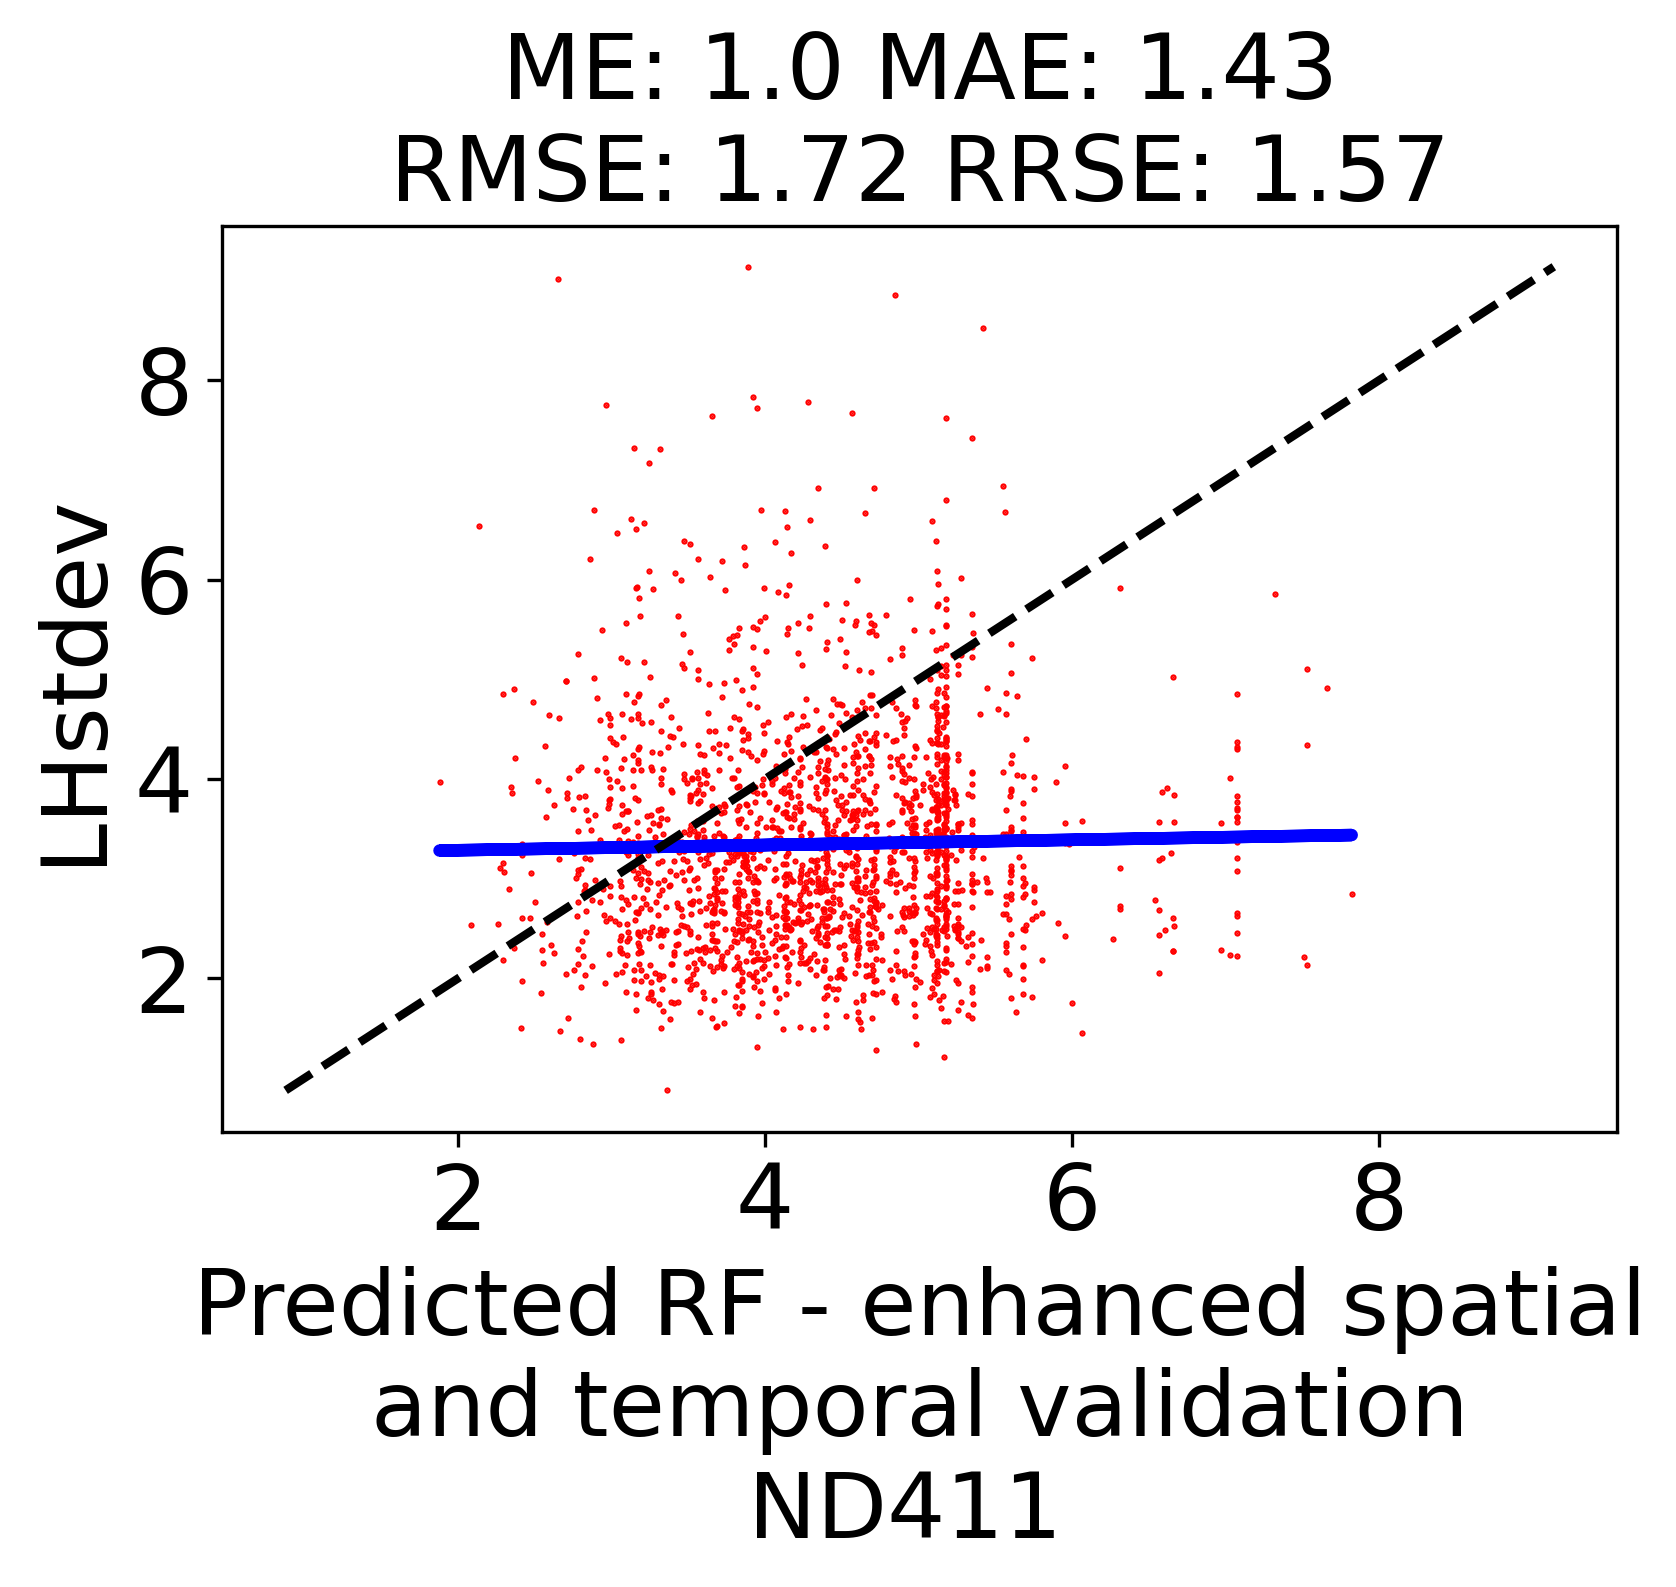 ME: 1.0 MAE: 1.43
RMSE: 1.72 RRSE: 1.57
LHstdev
8
6
4
2
2 4 6 8
Predicted RF - enhanced spatial
and temporal validation
ND411